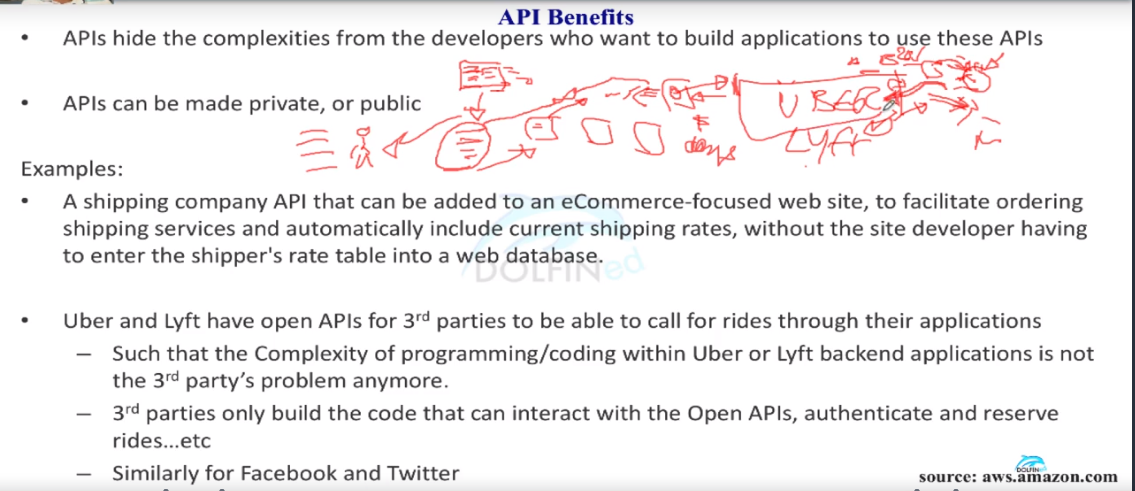 API Benefits
• APIs hide the complexities from the developers who want to build applications to use these APIs
• APIs can be made private, or public
UBER
Lyft
days
Examples:
• A shipping company API that can be added to an eCommerce-focused web site, to facilitate ordering
shipping services and automatically include current shipping rates, without the site developer having
to enter the shipper's rate table into a web database.
DOLFINed
• Uber and Lyft have open APIs for 3rd parties to be able to call for rides through their applications
– Such that the Complexity of programming/coding within Uber or Lyft backend applications is not
the 3rd party's problem anymore.
– 3rd parties only build the code that can interact with the Open APIs, authenticate and reserve
rides...etc
– Similarly for Facebook and Twitter
DOLFIN
source: aws.amazon.com